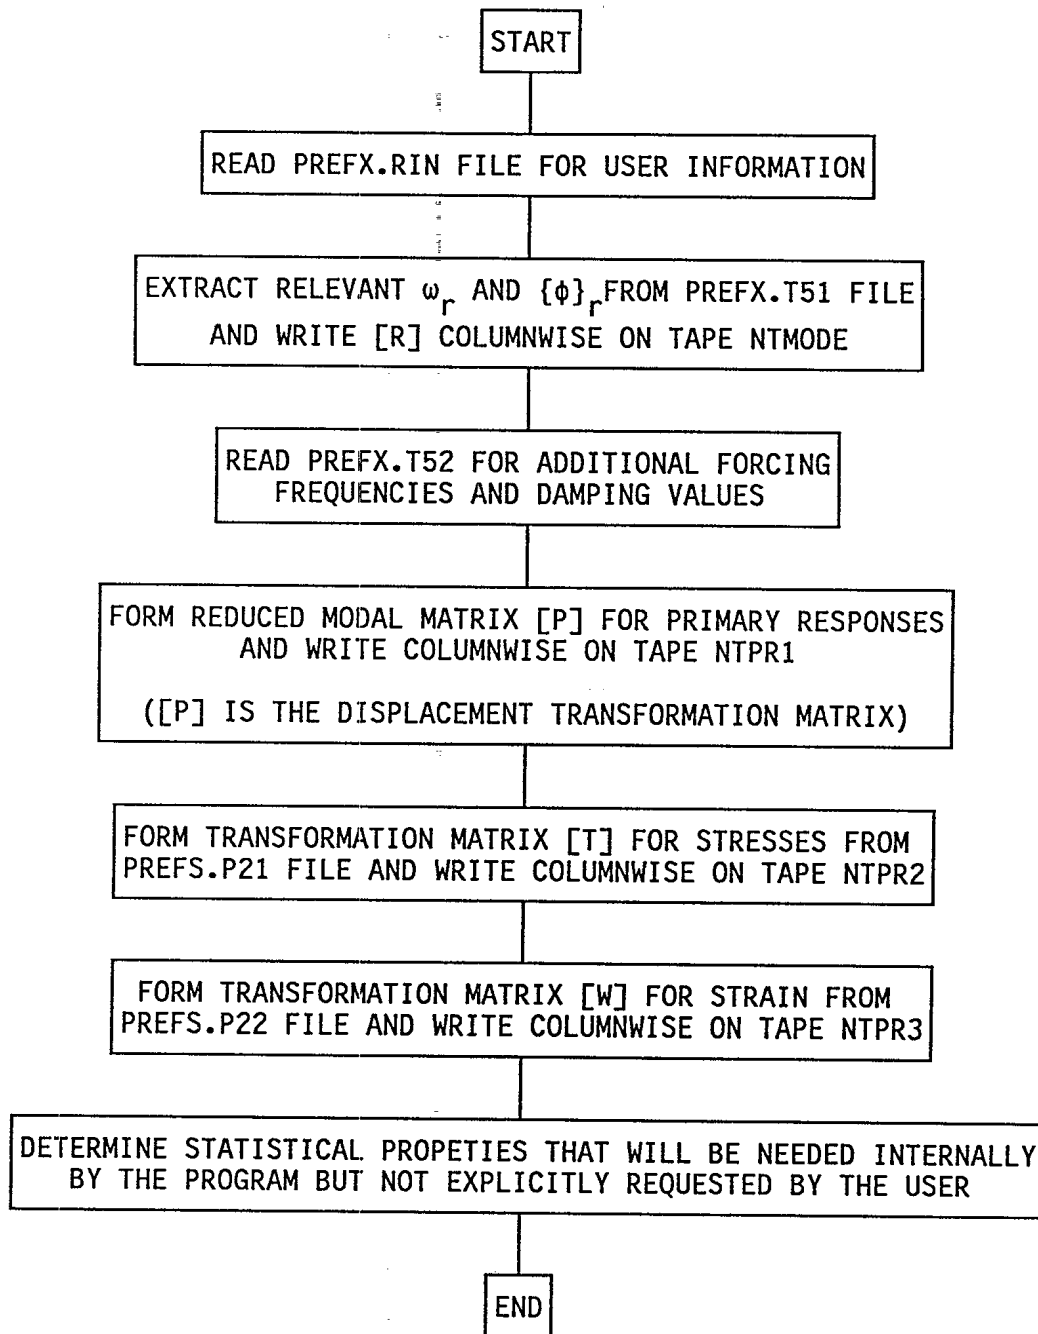 START
READ PREFX.RIN FILE FOR USER INFORMATION
EXTRACT RELEVANT ωr AND {ϕ}r FROM PREFX.T51 FILE
AND WRITE [R] COLUMNWISE ON TAPE NTMODE
READ PREFX.T52 FOR ADDITIONAL FORCING
FREQUENCIES AND DAMPING VALUES
FORM REDUCED MODAL MATRIX [P] FOR PRIMARY RESPONSES
AND WRITE COLUMNWISE ON TAPE NTPR1
([P] IS THE DISPLACEMENT TRANSFORMATION MATRIX)
FORM TRANSFORMATION MATRIX [T] FOR STRESSES FROM
PREFS.P21 FILE AND WRITE COLUMNWISE ON TAPE NTPR2
FORM TRANSFORMATION MATRIX [W] FOR STRAIN FROM
PREFS.P22 FILE AND WRITE COLUMNWISE ON TAPE NTPR3
DETERMINE STATISTICAL PROPETIES THAT WILL BE NEEDED INTERNALLY
BY THE PROGRAM BUT NOT EXPLICITLY REQUESTED BY THE USER
END